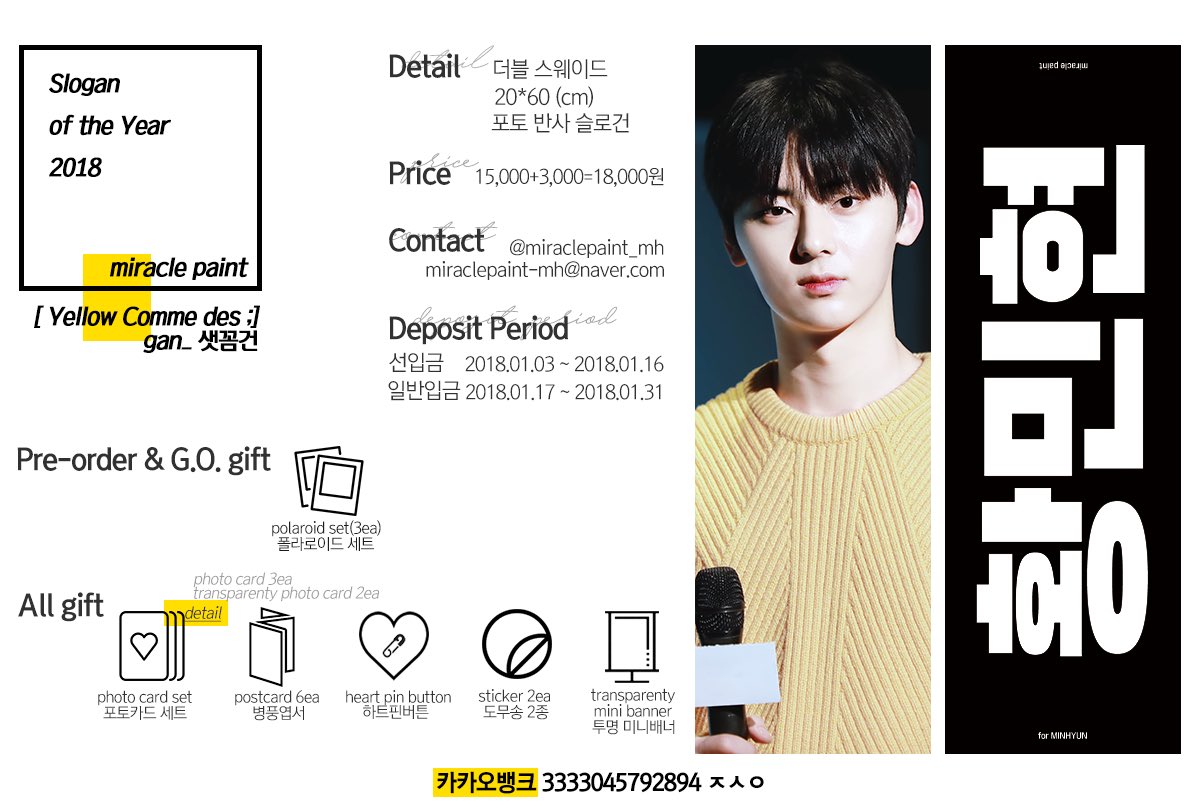 Slogan
of the Year
2018
miracle paint
[ Yellow Comme des ;]
gan_ 샛꼼건
Detail
detail
더블 스웨이드
20*60 (cm)
포토 반사 슬로건
Price
price
15,000+3,000=18,000원
Contact
contact
@miraclepaint_mh
miraclepaint-mh@naver.com
Deposit Period
deposit period
선입금 2018.01.03 ~ 2018.01.16
일반입금 2018.01.17 ~ 2018.01.31
Pre-order & G.O. gift
polaroid set(3ea)
폴라로이드 세트
All gift
photo card 3ea
transparenty photo card 2ea
detail
photo card set
포토카드 세트
postcard 6ea
병풍엽서
heart pin button
하트핀버튼
sticker 2ea
도무송 2종
transparenty
mini banner
투명 미니배너
miracle paint
황민현
for MINHYUN
카카오뱅크 3333045792894 ㅈㅅㅇ